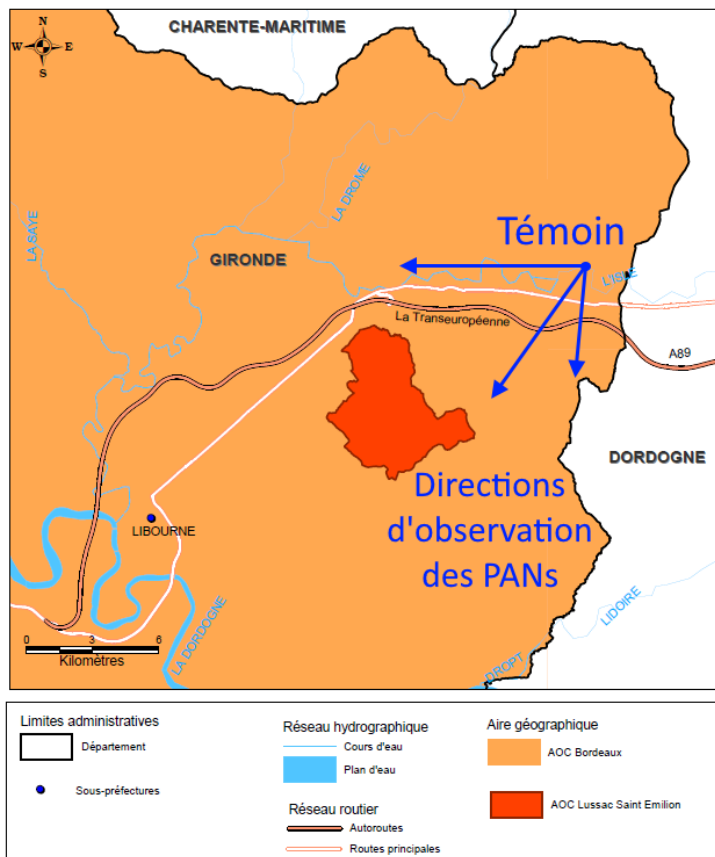 N
W E
S
CHARENTE-MARITIME
LA DROME
LA SAYE
Témoin
GIRONDE
L'ISLE
La Transeuropéenne
A89
DORDOGNE
Directions
d'observation
des PANs
LIBOURNE
LIDOIRE
LA DORDOGNE
DROPT
0 3 6
Kilomètres
Limites administratives
Département
Sous-préfectures
Réseau hydrographique
Cours d'eau
Plan d'eau
Réseau routier
Autoroutes
Routes principales
Aire géographique
AOC Bordeaux
AOC Lussac Saint Emilion